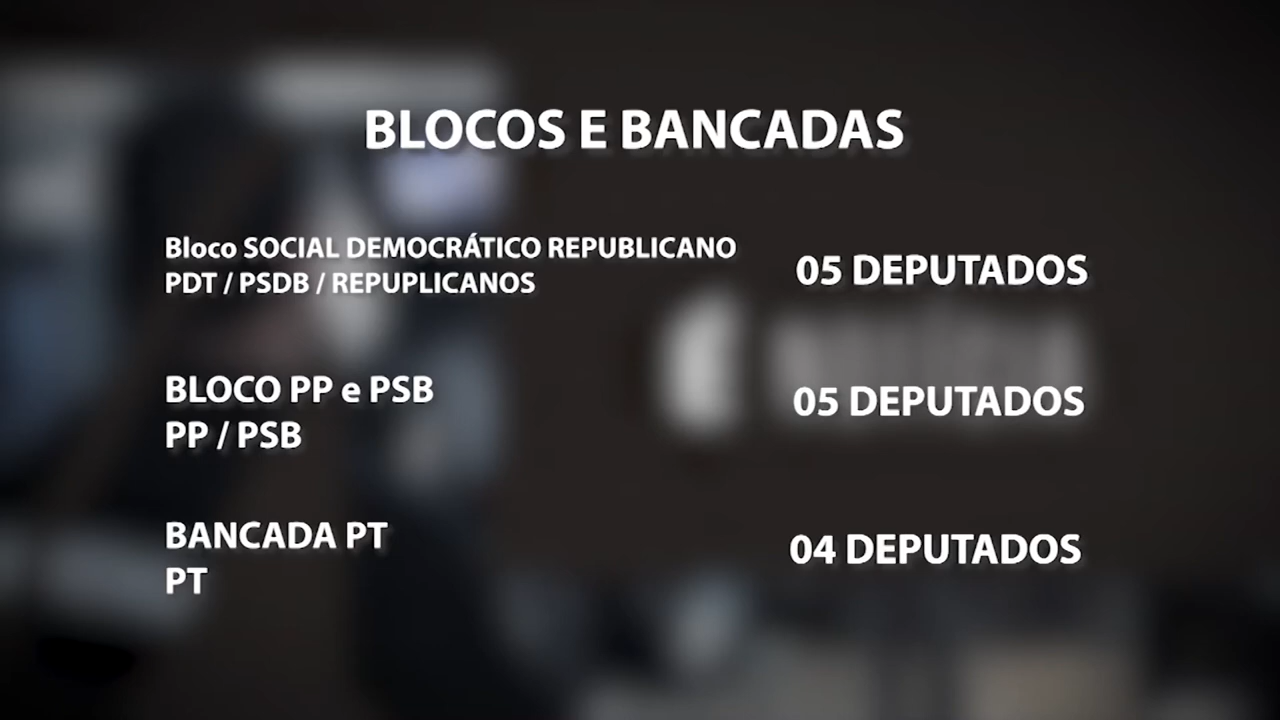 BLOCOS E BANCADAS
Bloco SOCIAL DEMOCRÁTICO REPUBLICANO
PDT / PSDB / REPUPLICANOS
05 DEPUTADOS
BLOCO PP e PSB
PP / PSB
05 DEPUTADOS
BANCADA PT
PT
04 DEPUTADOS